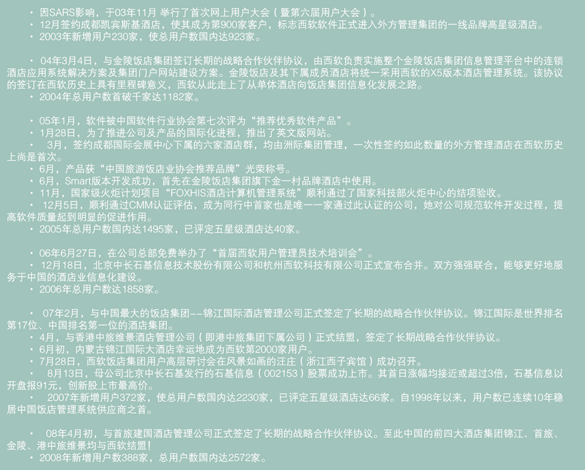 · 因SARS影响，于03年11月 举行了首次网上用户大会（暨第六届用户大会）。
· 12月签约成都凯宾斯基酒店，使其成为第900家客户，标志西软软件正式进入外方管理集团的一线品牌高星级酒店。
· 2003年新增用户230家，使总用户数国内达923家。
· 04年3月4日，与金陵饭店集团签订长期的战略合作伙伴协议，由西软负责实施整个金陵饭店集团信息管理平台中的连锁
酒店应用系统解决方案及集团门户网站建设方案。金陵饭店及其下属成员酒店将统一采用西软的X5版本酒店管理系统。该协议
的签订在西软历史上具有里程碑意义，西软从此走上了从单体酒店向饭店集团信息化发展之路。
· 2004年总用户数首破千家达1182家。
· 05年1月，软件被中国软件行业协会第七次评为“推荐优秀软件产品”。
· 1月28日，为了推进公司及产品的国际化进程，推出了英文版网站。
· 3月，签约成都国际会展中心下属的六家酒店群，均由洲际集团管理，一次性签约如此数量的外方管理酒店在西软历史
上尚是首次。
· 6月，产品获“中国旅游饭店业协会推荐品牌”光荣称号。
· 6月，Smart版本开发成功，首先在金陵饭店集团旗下金一村品牌酒店中使用。
· 11月，国家级火炬计划项目“FOXHIS酒店计算机管理系统”顺利通过了国家科技部火炬中心的结项验收。
· 12月5日，顺利通过CMM认证评估，成为同行中首家也是唯一一家通过此认证的公司，她对公司规范软件开发过程，提
高软件质量起到明显的促进作用。
· 2005年总用户数国内达1495家，已评定五星级酒店达40家。
· 06年6月27日，在公司总部免费举办了“首届西软用户管理员技术培训会”。
· 12月18日，北京中长石基信息技术股份有限公司和杭州西软科技有限公司正式宣布合并。双方强强联合，能够更好地服
务于中国的酒店业信息化建设。
· 2006年总用户数达1858家。
· 07年2月，与中国最大的饭店集团--锦江国际酒店管理公司正式签定了长期的战略合作伙伴协议。锦江国际是世界排名
第17位、中国排名第一位的酒店集团。
· 4月，与香港中旅维景酒店管理公司（即港中旅集团下属公司）正式结盟，签定了长期战略合作伙伴协议。
· 6月初，内蒙古锦江国际大酒店幸运地成为西软第2000家用户。
· 7月28日，西软饭店集团用户高层研讨会在风景如画的汪庄（浙江西子宾馆）成功召开。
· 8月13日，母公司北京中长石基发行的石基信息（002153）股票成功上市。其首日涨幅均接近或超过3倍，石基信息以
开盘报91元，创新股上市最高价。
· 2007年新增用户372家，使总用户数国内达2230家，已评定五星级酒店达66家。自1998年以来，用户数已连续10年稳
居中国饭店管理系统供应商之首。
· 08年4月初，与首旅建国酒店管理公司正式签定了长期的战略合作伙伴协议。至此中国的前四大酒店集团锦江、首旅、
金陵、港中旅维景均与西软结盟！
· 2008年新增用户数388家，总用户数国内达2572家。